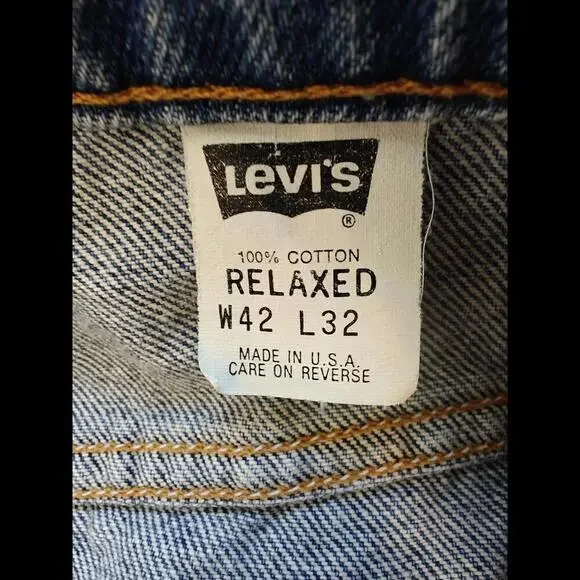 Levi's
®
100% COTTON
RELAXED
W42 L32
MADE IN U.S.A.
CARE ON REVERSE